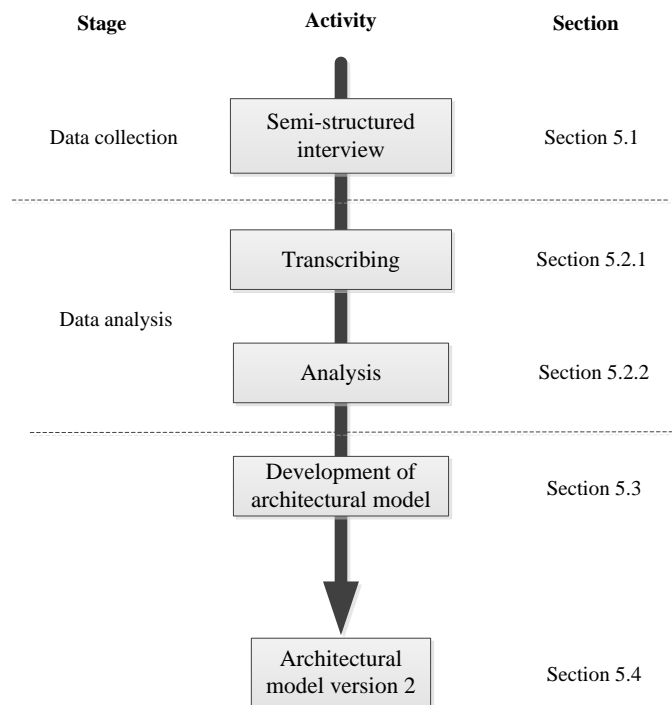 Stage
Activity
Section
Data collection
Semi-structured
interview
Section 5.1
Transcribing
Section 5.2.1
Data analysis
Analysis
Section 5.2.2
Development of
architectural model
Section 5.3
Architectural
model version 2
Section 5.4